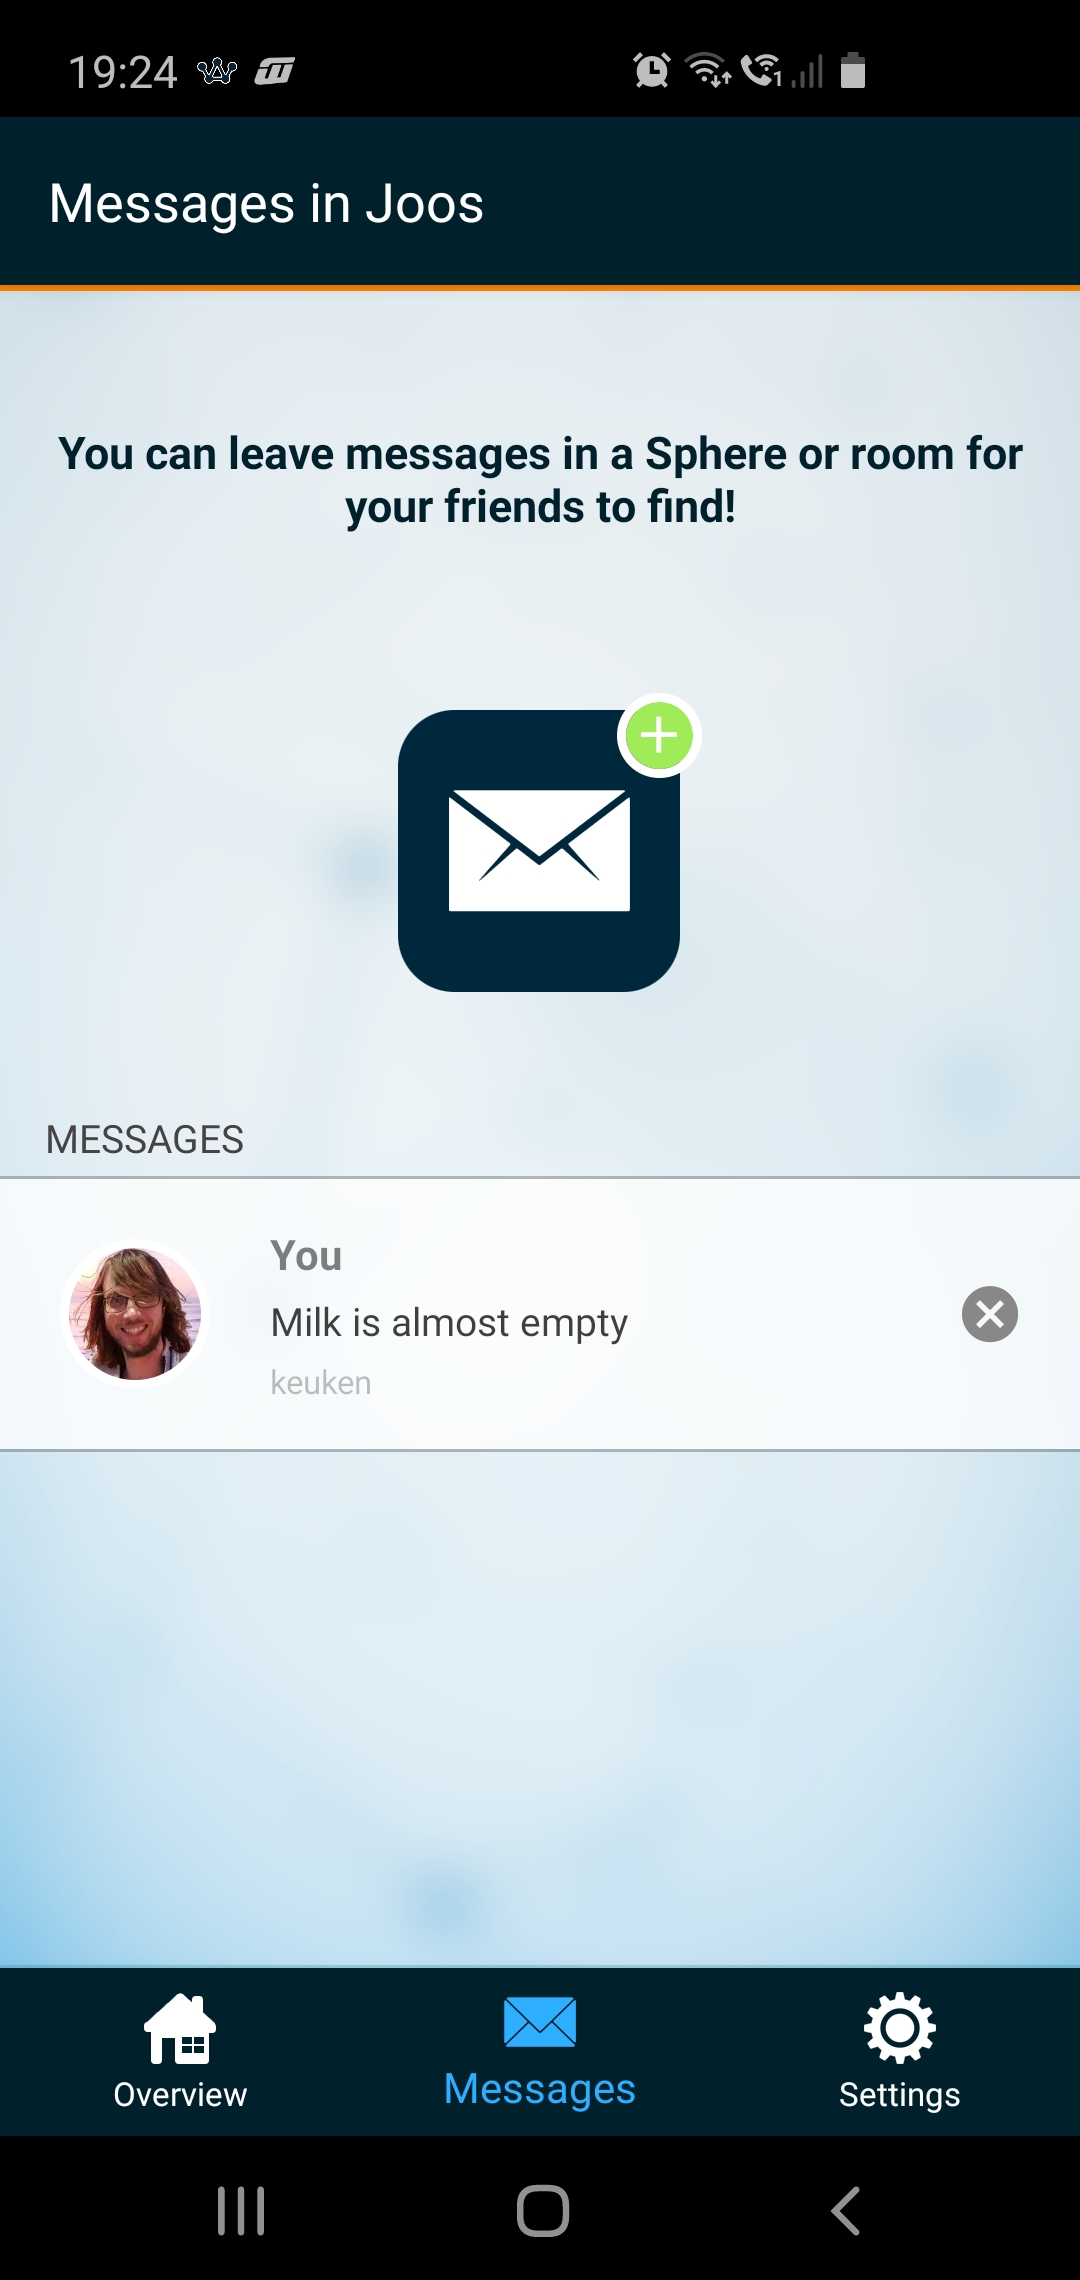 19:24
Messages in Joos
You can leave messages in a Sphere or room for
your friends to find!
MESSAGES
You
Milk is almost empty
keuken
Overview
Messages
Settings